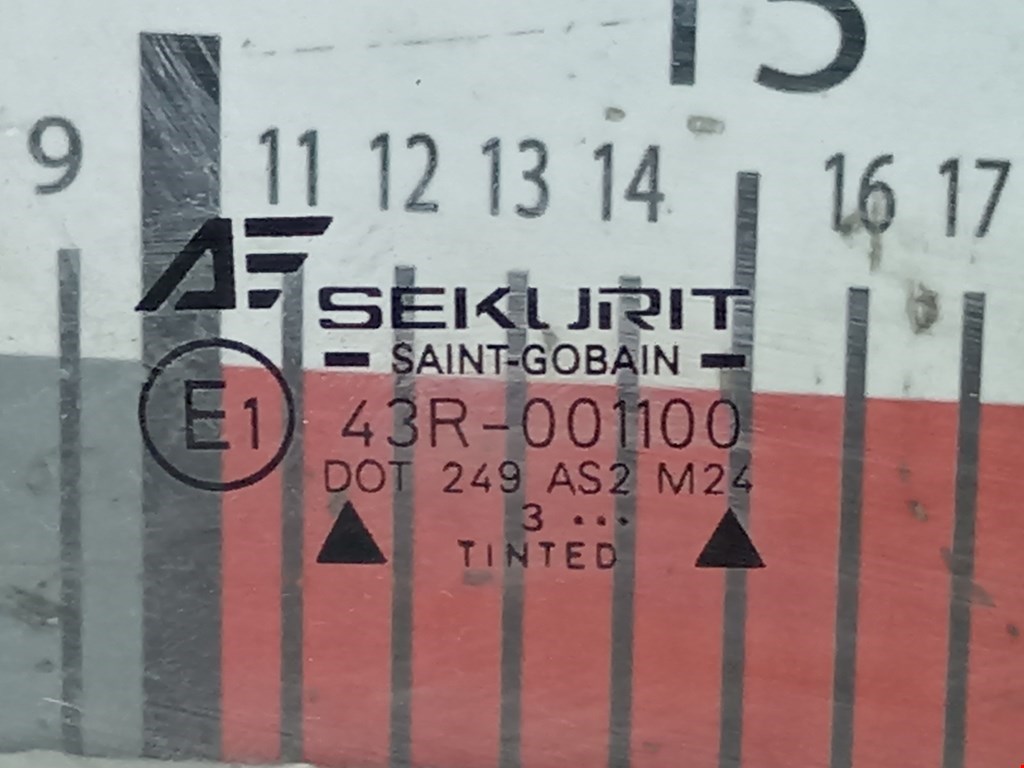 15
9 11 12 13 14 16 17
AF
SEKURIT
SAINT-GOBAIN
E1 43R-001100
DOT 249 AS2 M24
3 ...
TINTED